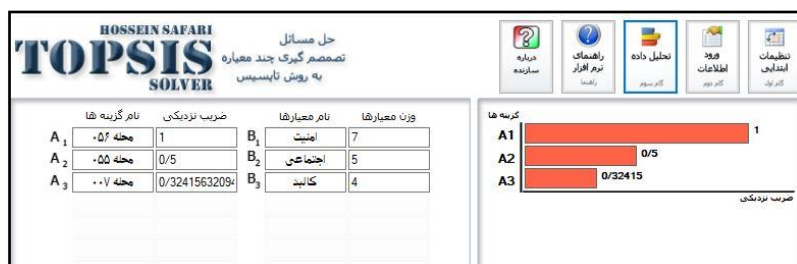 HOSSEIN SAFARI
TOPSIS
SOLVER
حل مسائل
تصمصم گیری چند معیاره
به روش تاپسیس
درباره سازنده
راهنمای نرم افزار
راهنما
تحلیل داده
گام سوم
ورود اطلاعات
گام دوم
تنظیمات ابتدایی
گام اول
نام گزینه ها ضریب نزدیکی نام معیارها وزن معیارها
A1 محله ۰۵۶ 1 B1 امنیت 7
A2 محله ۰۵۵ 0/5 B2 اجتماعی 5
A3 محله ۰۰۷ 0/3241563209 B3 کالبد 4
گزینه ها
A1 1
A2 0/5
A3 0/32415
ضریب نزدیکی